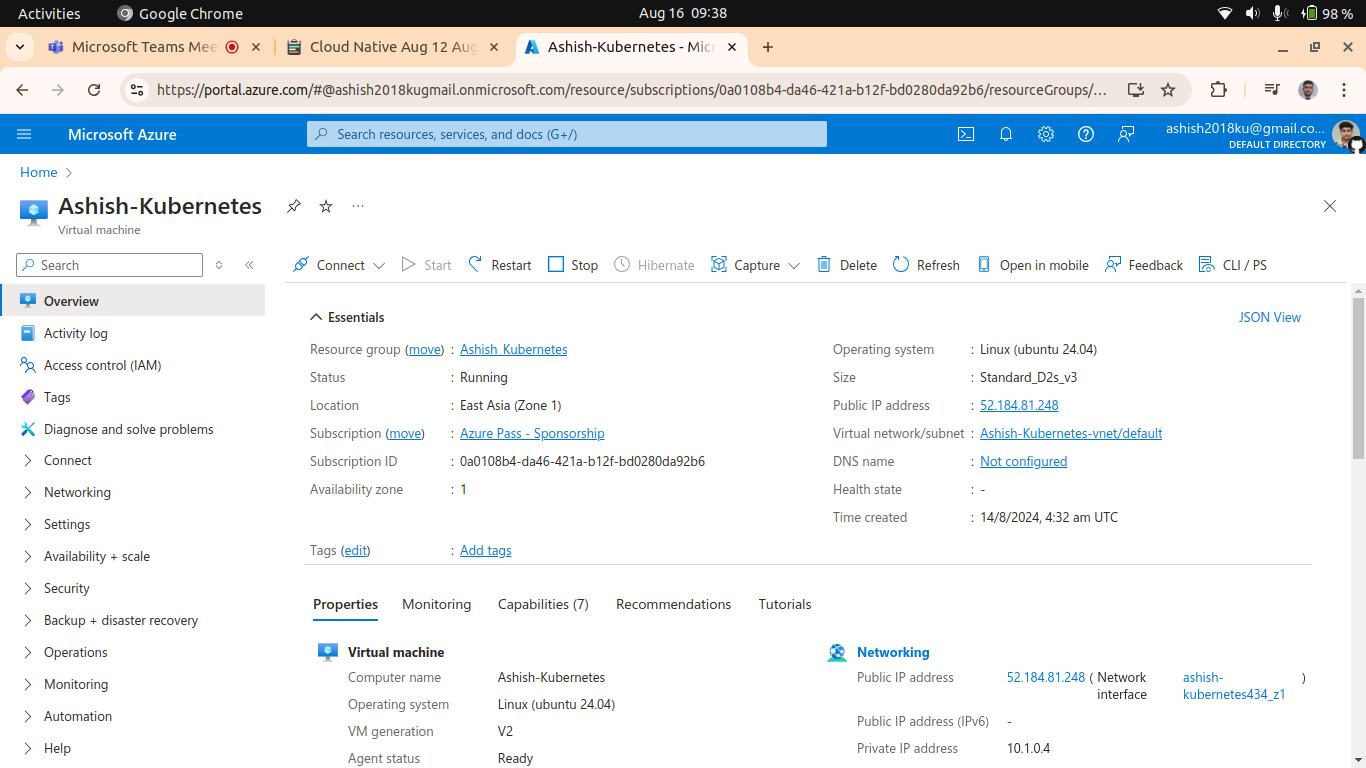 Activities Google Chrome Aug 16 09:38 98 %
Microsoft Teams Mee Cloud Native Aug 12 Aug Ashish-Kubernetes - Mic
https://portal.azure.com/#@ashish2018kugmail.onmicrosoft.com/resource/subscriptions/0a0108b4-da46-421a-b12f-bd0280da92b6/resourceGroups/…
Microsoft Azure Search resources, services, and docs (G+/) ashish2018ku@gmail.co...
DEFAULT DIRECTORY
Home
Ashish-Kubernetes
Virtual machine
Search
Connect Start Restart Stop Hibernate Capture Delete Refresh Open in mobile Feedback CLI / PS
Overview
Activity log
Access control (IAM)
Tags
Diagnose and solve problems
Connect
Networking
Settings
Availability + scale
Security
Backup + disaster recovery
Operations
Monitoring
Automation
Help
Essentials JSON View
Resource group (move) : Ashish_Kubernetes
Status : Running
Location : East Asia (Zone 1)
Subscription (move) : Azure Pass - Sponsorship
Subscription ID : 0a0108b4-da46-421a-b12f-bd0280da92b6
Availability zone : 1
Operating system : Linux (ubuntu 24.04)
Size : Standard_D2s_v3
Public IP address : 52.184.81.248
Virtual network/subnet : Ashish-Kubernetes-vnet/default
DNS name : Not configured
Health state : -
Time created : 14/8/2024, 4:32 am UTC
Tags (edit) : Add tags
Properties Monitoring Capabilities (7) Recommendations Tutorials
Virtual machine
Computer name Ashish-Kubernetes
Operating system Linux (ubuntu 24.04)
VM generation V2
Agent status Ready
Networking
Public IP address 52.184.81.248 ( Network interface ashish-kubernetes434_z1 )
Public IP address (IPv6) -
Private IP address 10.1.0.4